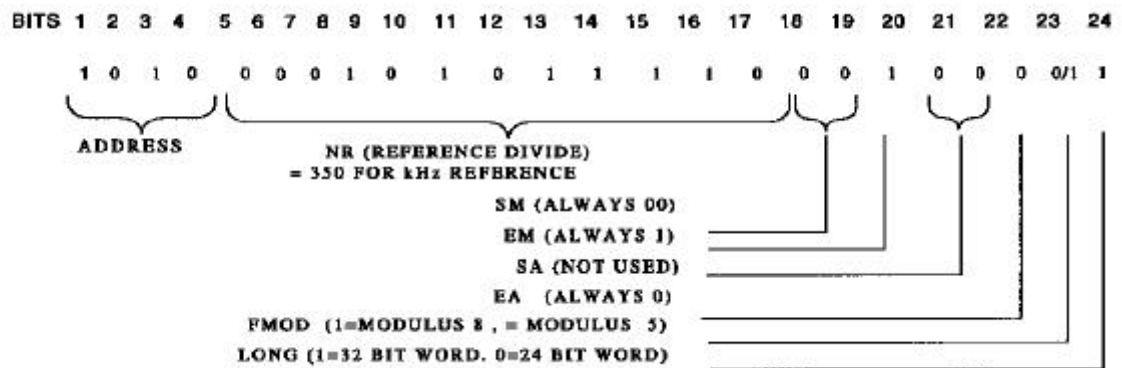 BITS 1 2 3 4 5 6 7 8 9 10 11 12 13 14 15 16 17 18 19 20 21 22 23 24
1 0 1 0 0 0 0 1 0 1 0 1 1 1 1 0 0 0 1 0 0 0 0/1 1
ADDRESS
NR (REFERENCE DIVIDE)
= 350 FOR kHz REFERENCE
SM (ALWAYS 00)
EM (ALWAYS 1)
SA (NOT USED)
EA (ALWAYS 0)
FMOD (1=MODULUS 8 , = MODULUS 5)
LONG (1=32 BIT WORD. 0=24 BIT WORD)